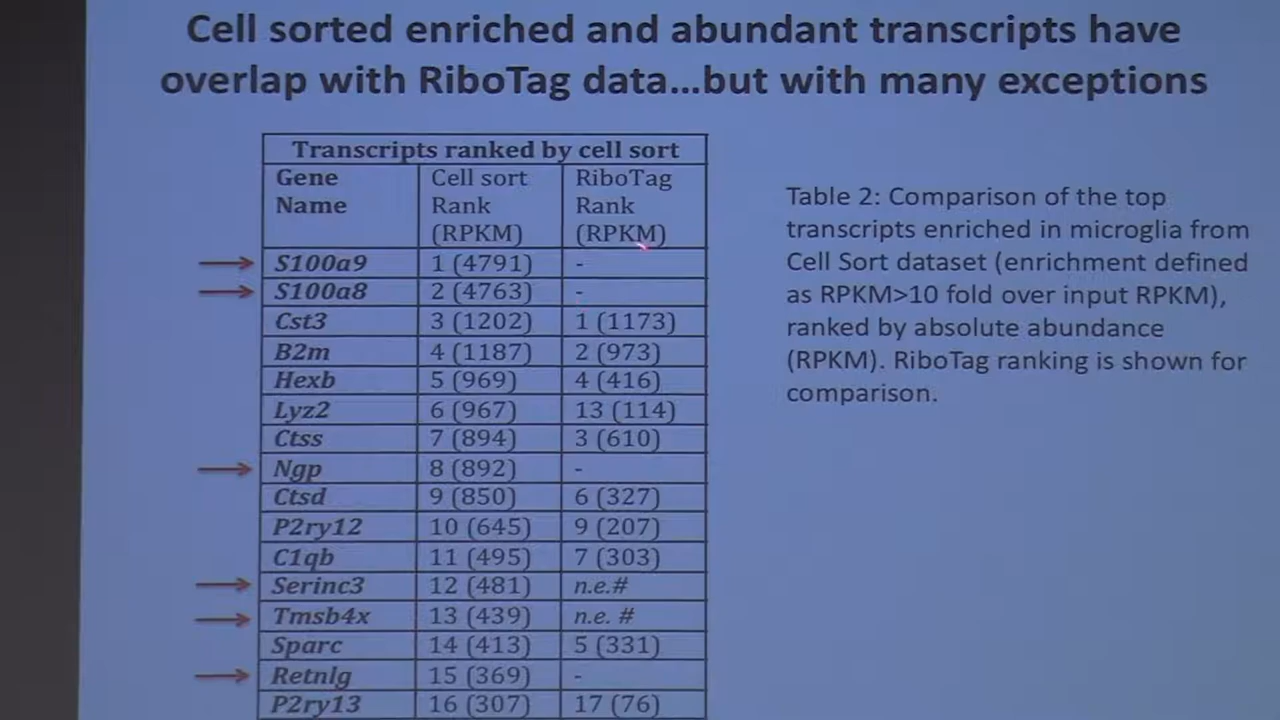 Cell sorted enriched and abundant transcripts have
overlap with RiboTag data...but with many exceptions
Transcripts ranked by cell sort
Gene Name Cell sort Rank (RPKM) RiboTag Rank (RPKM)
S100a9 1 (4791) -
S100a8 2 (4763) -
Cst3 3 (1202) 1 (1173)
B2m 4 (1187) 2 (973)
Hexb 5 (969) 4 (416)
Lyz2 6 (967) 13 (114)
Ctss 7 (894) 3 (610)
Ngp 8 (892) -
Ctsd 9 (850) 6 (327)
P2ry12 10 (645) 9 (207)
C1qb 11 (495) 7 (303)
Serinc3 12 (481) n.e.#
Tmsb4x 13 (439) n.e. #
Sparc 14 (413) 5 (331)
Retnlg 15 (369) -
P2ry13 16 (307) 17 (76)
Table 2: Comparison of the top
transcripts enriched in microglia from
Cell Sort dataset (enrichment defined
as RPKM>10 fold over input RPKM),
ranked by absolute abundance
(RPKM). RiboTag ranking is shown for
comparison.